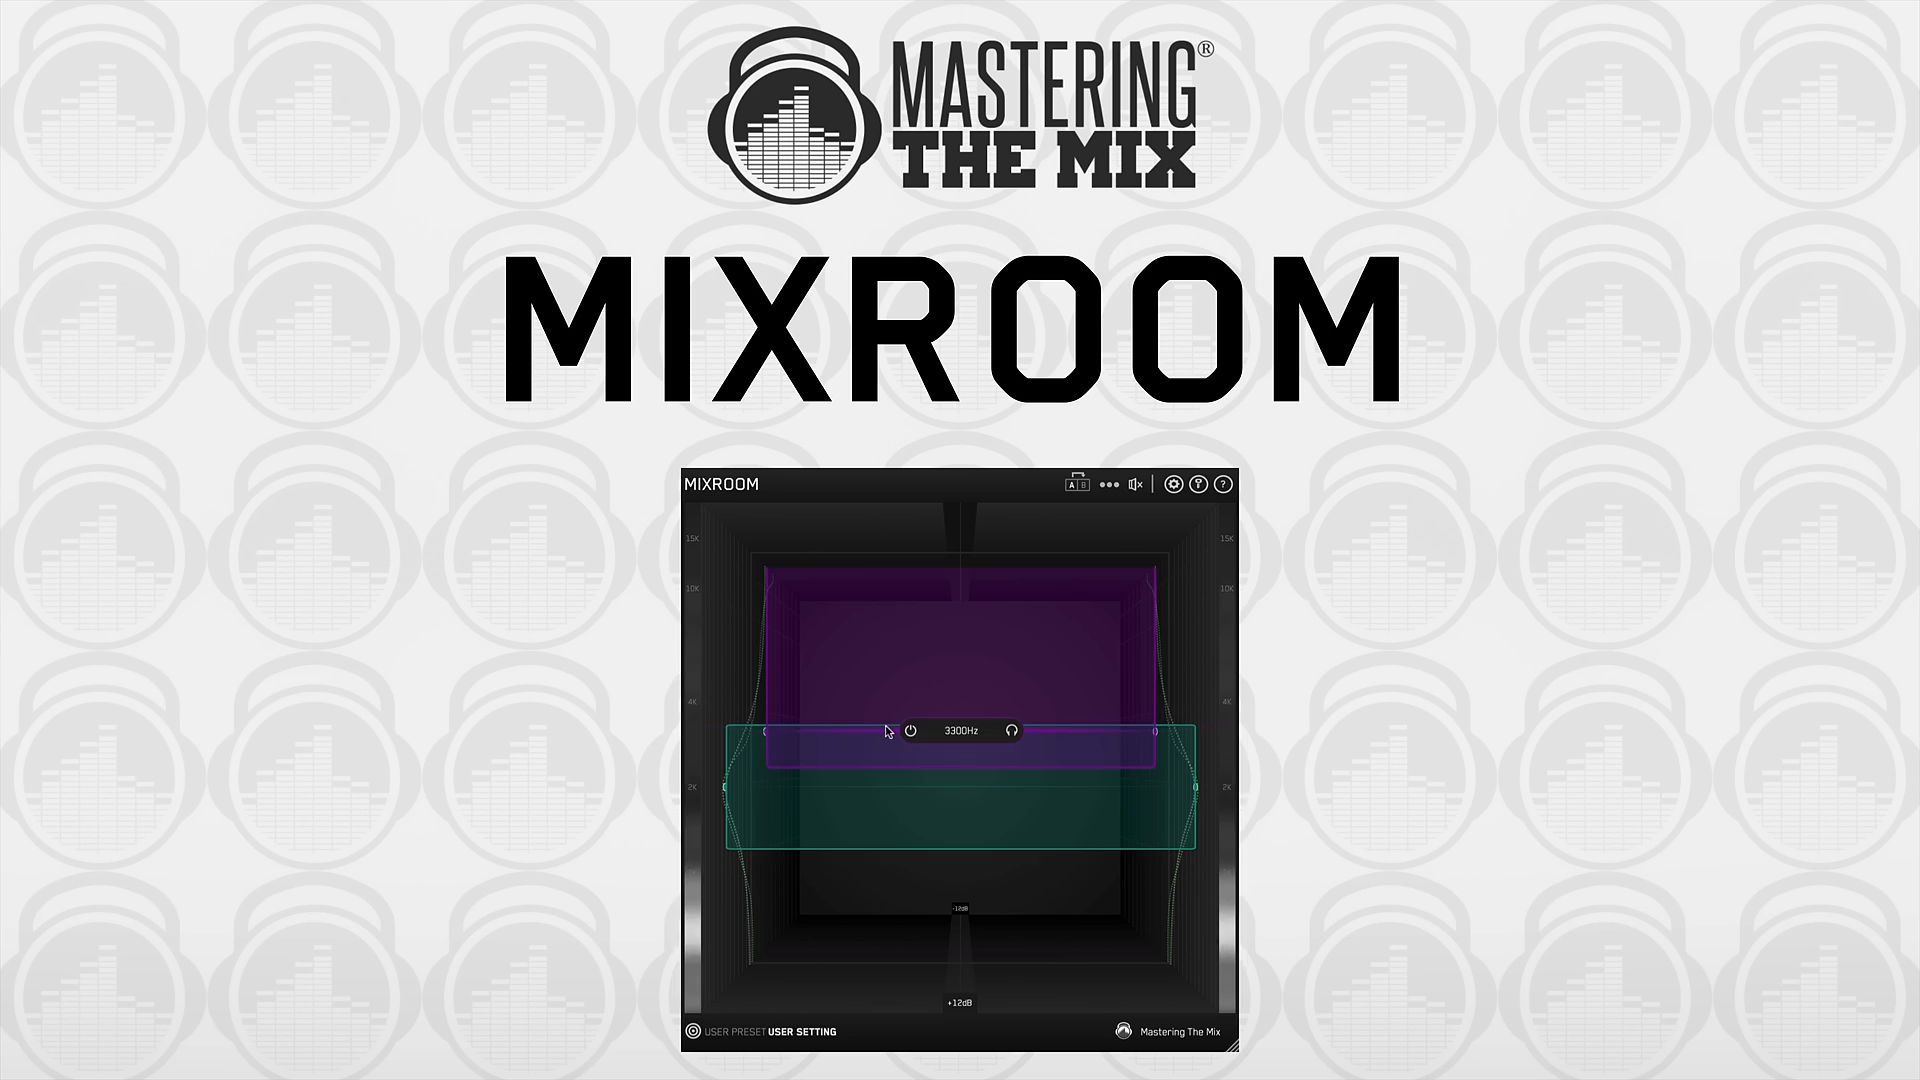 MASTERING®
THE MIX
MIXROOM
MIXROOM
A B
?
15K 15K
10K 10K
4K 4K
3300Hz
2K 2K
-12dB
+12dB
USER PRESET USER SETTING
Mastering The Mix